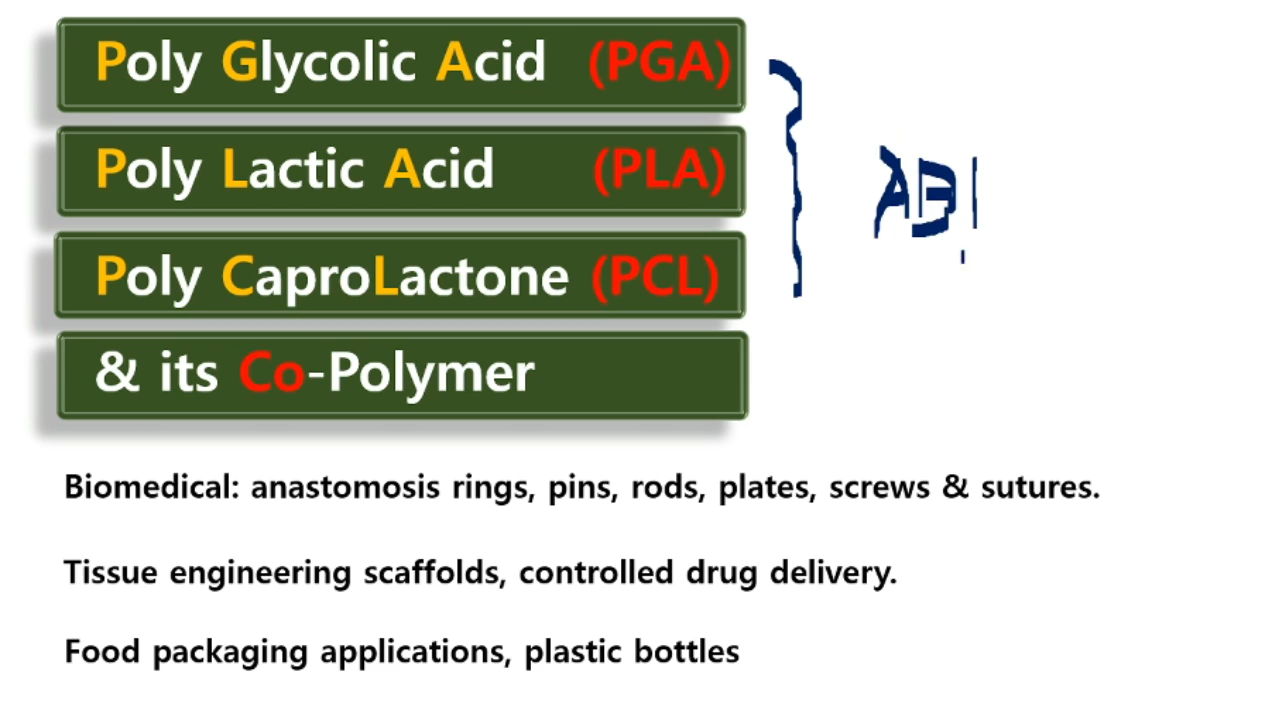 Poly Glycolic Acid (PGA)
Poly Lactic Acid (PLA)
Poly CaproLactone (PCL)
& its Co-Polymer
Biomedical: anastomosis rings, pins, rods, plates, screws & sutures.
Tissue engineering scaffolds, controlled drug delivery.
Food packaging applications, plastic bottles